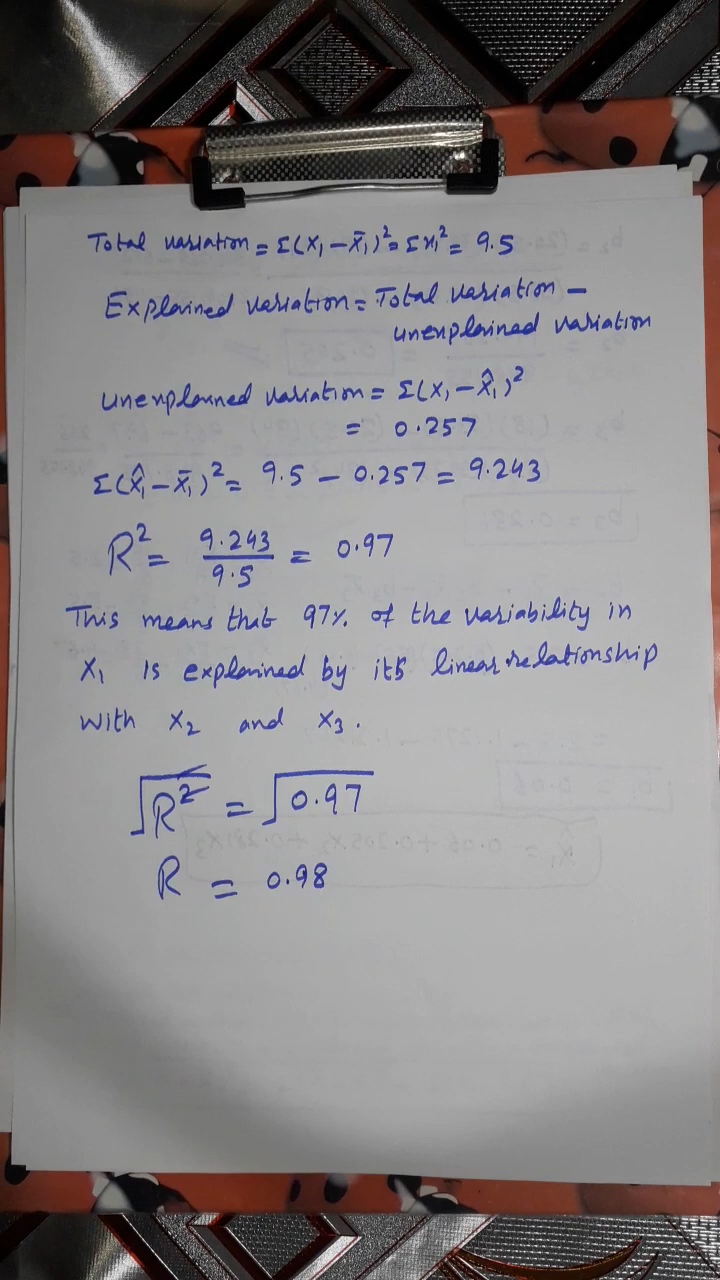 Total variation = Σ(X₁ - X̄₁)² = Σx₁² = 9.5
Explained variation = Total variation -
unexplained variation
unexplained variation = Σ(X₁ - X̂₁)²
= 0.257
Σ(X̂₁ - X̄₁)² = 9.5 - 0.257 = 9.243
R² = 9.243/9.5 = 0.97
This means that 97% of the variability in
X₁ is explained by its linear relationship
with X₂ and X₃.
√R² = √0.97
R = 0.98